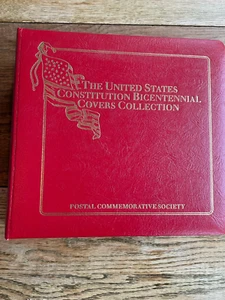 THE UNITED STATES
CONSTITUTION BICENTENNIAL
COVERS COLLECTION
POSTAL COMMEMORATIVE SOCIETY